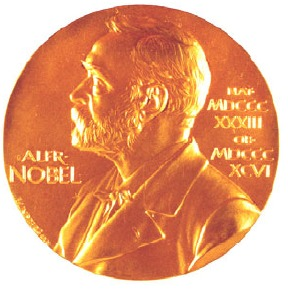 ALFR·
NOBEL
NAT·
MDCCC
XXXIII
OB·
MDCCC
XCVI